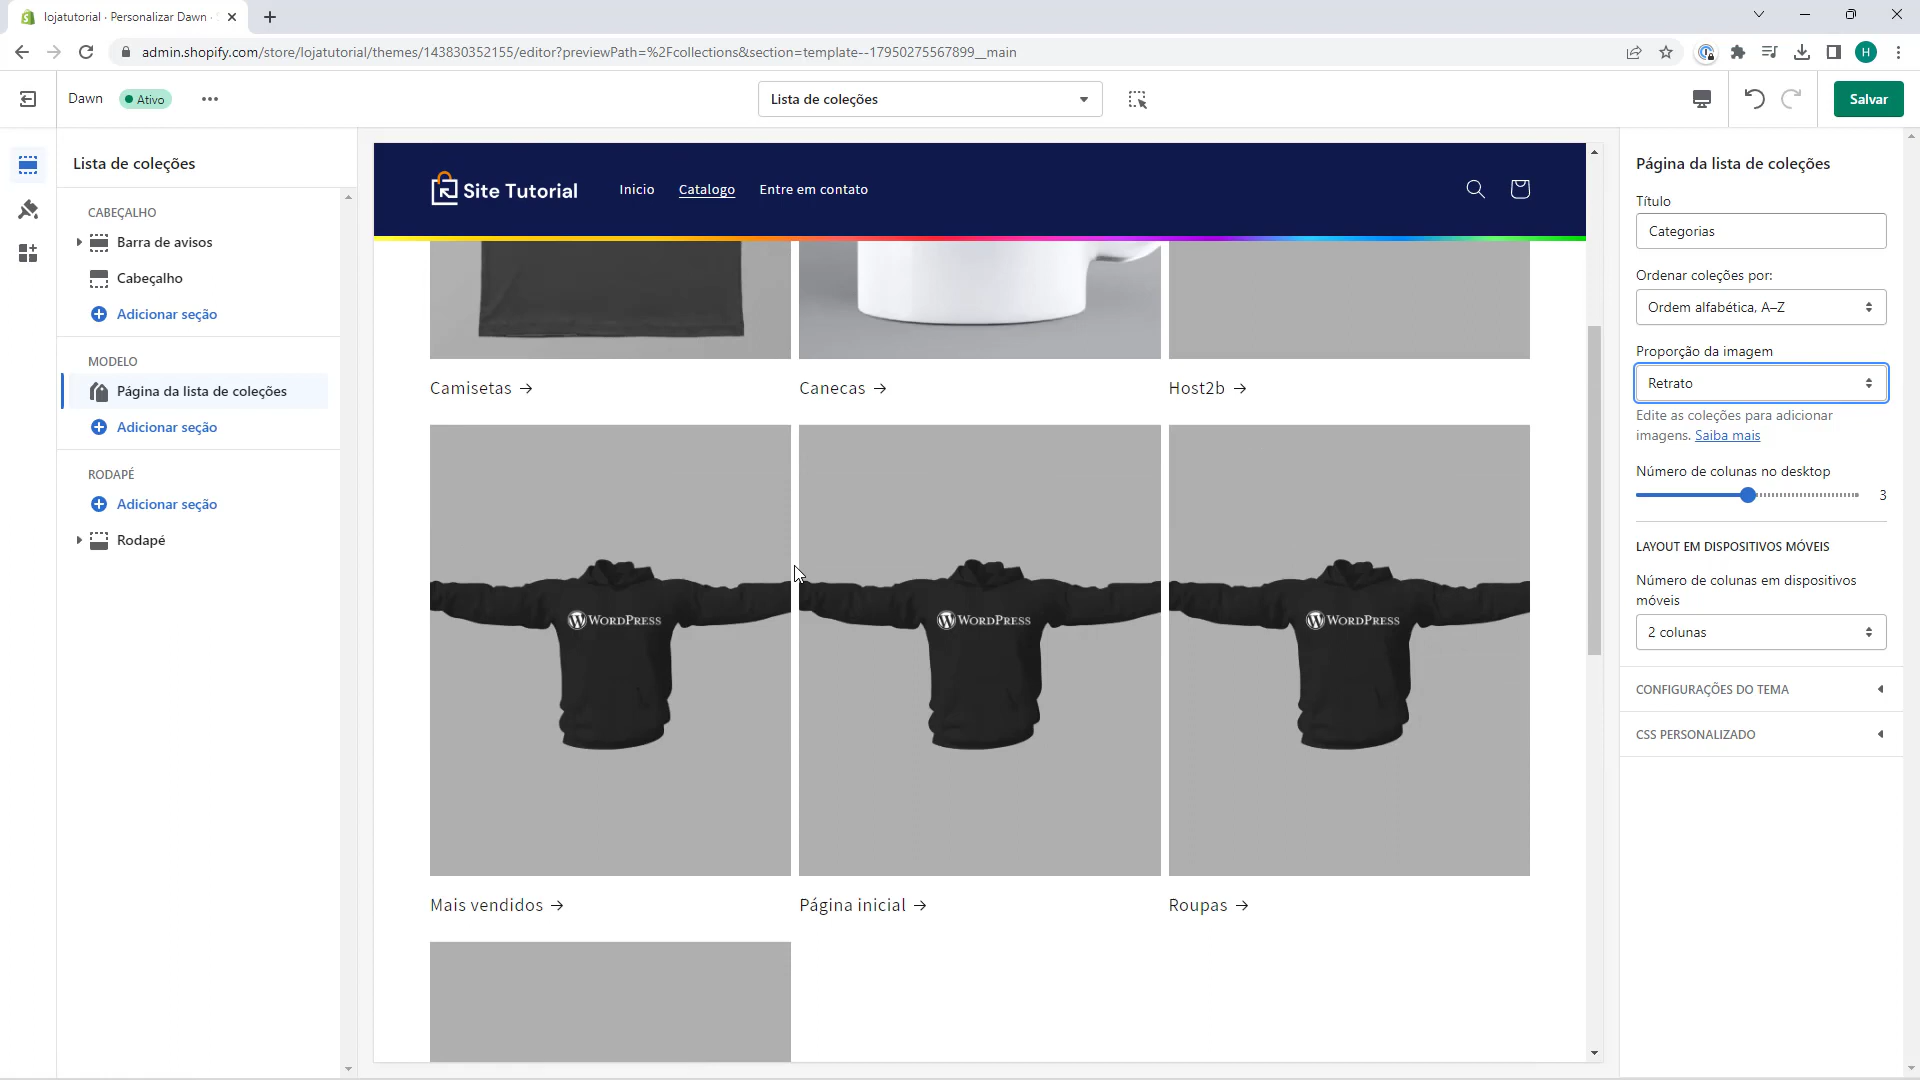 lojatutorial · Personalizar Dawn ·
admin.shopify.com/store/lojatutorial/themes/143830352155/editor?previewPath=%2Fcollections&section=template--17950275567899__main
H
Dawn
Ativo
Lista de coleções
Salvar
Lista de coleções
CABEÇALHO
Barra de avisos
Cabeçalho
Adicionar seção
MODELO
Página da lista de coleções
Adicionar seção
RODAPÉ
Adicionar seção
Rodapé
Site Tutorial
Inicio
Catalogo
Entre em contato
Camisetas →
Canecas →
Host2b →
WORDPRESS
WORDPRESS
WORDPRESS
Mais vendidos →
Página inicial →
Roupas →
Página da lista de coleções
Título
Categorias
Ordenar coleções por:
Ordem alfabética, A–Z
Proporção da imagem
Retrato
Edite as coleções para adicionar
imagens. Saiba mais
Número de colunas no desktop
3
LAYOUT EM DISPOSITIVOS MÓVEIS
Número de colunas em dispositivos
móveis
2 colunas
CONFIGURAÇÕES DO TEMA
CSS PERSONALIZADO